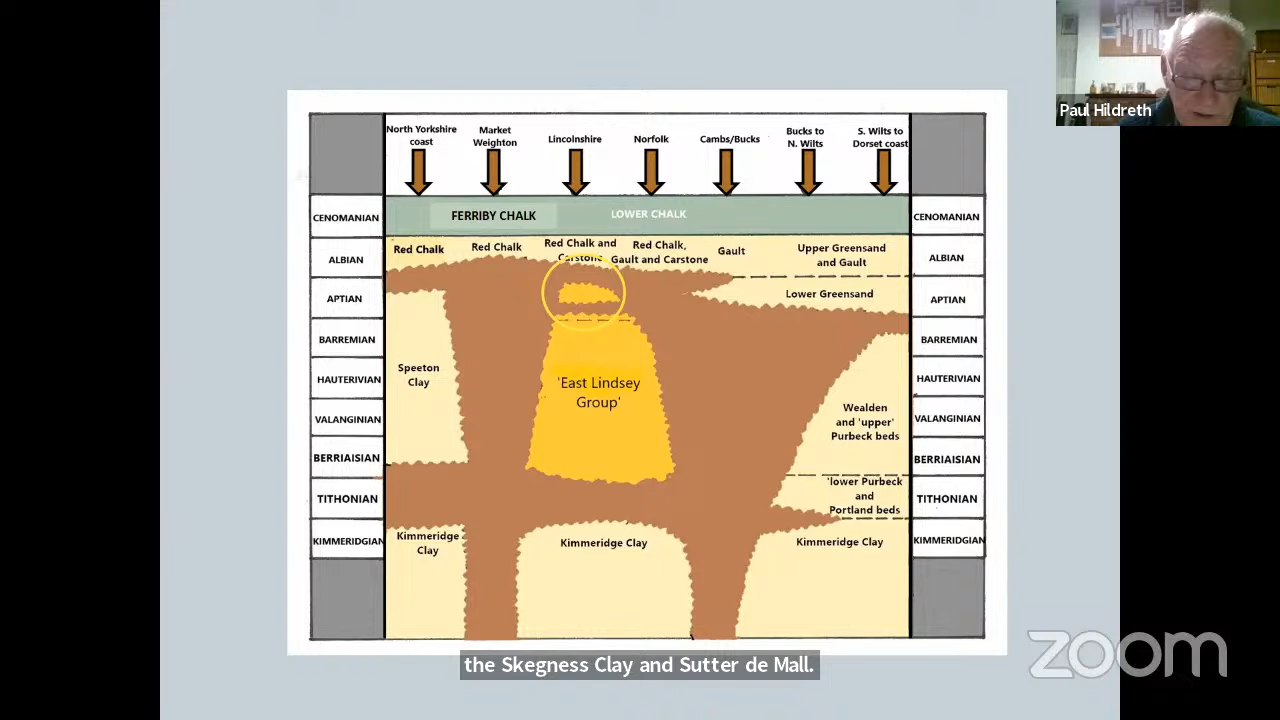 Paul Hildreth
North Yorkshire
coast
Market
Weighton
Lincolnshire
Norfolk
Cambs/Bucks
Bucks to
N. Wilts
S. Wilts to
Dorset coast
CENOMANIAN
FERRIBY CHALK
LOWER CHALK
CENOMANIAN
ALBIAN
Red Chalk
Red Chalk
Red Chalk and
Carstone
Red Chalk,
Gault and Carstone
Gault
Upper Greensand
and Gault
ALBIAN
APTIAN
Lower Greensand
APTIAN
BARREMIAN
BARREMIAN
HAUTERIVIAN
Speeton
Clay
'East Lindsey
Group'
HAUTERIVIAN
VALANGINIAN
Wealden
and 'upper'
Purbeck beds
VALANGINIAN
BERRIAISIAN
BERRIAISIAN
TITHONIAN
'lower Purbeck
and
Portland beds
TITHONIAN
KIMMERIDGIAN
Kimmeridge
Clay
Kimmeridge Clay
Kimmeridge Clay
KIMMERIDGIAN
zoom
the Skegness Clay and Sutter de Mall.